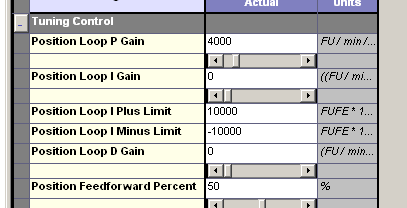 Actual Units
Tuning Control
Position Loop P Gain 4000 FU / min /...
Position Loop I Gain 0 ((FU / mi...
Position Loop I Plus Limit 10000 FUFE * 1...
Position Loop I Minus Limit -10000 FUFE * 1...
Position Loop D Gain 0 (FU / min...
Position Feedforward Percent 50 %